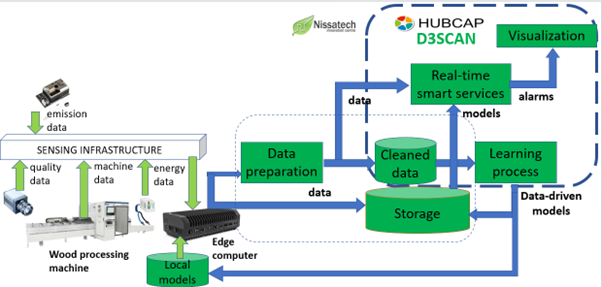 Nissatech
innovation centre
HUBCAP
D3SCAN
Visualization
Real-time
smart services
alarms
data
models
emission
data
SENSING INFRASTRUCTURE
quality
data
machine
data
energy
data
Data
preparation
Cleaned
data
Learning
process
data
Storage
Data-driven
models
Wood processing
machine
Edge
computer
Local
models